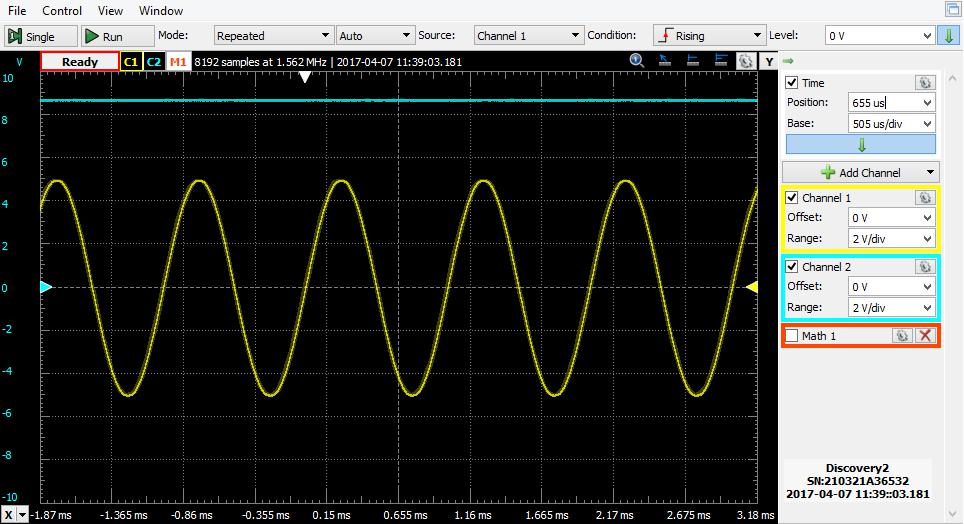 File Control View Window
Single Run Mode: Repeated Auto Source: Channel 1 Condition: Rising Level: 0 V
V Ready C1 C2 M1 8192 samples at 1.562 MHz | 2017-04-07 11:39:03.181 Y
10
8
6
4
2
0
-2
-4
-6
-8
-10
X -1.87 ms -1.365 ms -0.86 ms -0.355 ms 0.15 ms 0.655 ms 1.16 ms 1.665 ms 2.17 ms 2.675 ms 3.18 ms
Time
Position: 655 us
Base: 505 us/div
Add Channel
Channel 1
Offset: 0 V
Range: 2 V/div
Channel 2
Offset: 0 V
Range: 2 V/div
Math 1
Discovery2
SN:210321A36532
2017-04-07 11:39:03.181